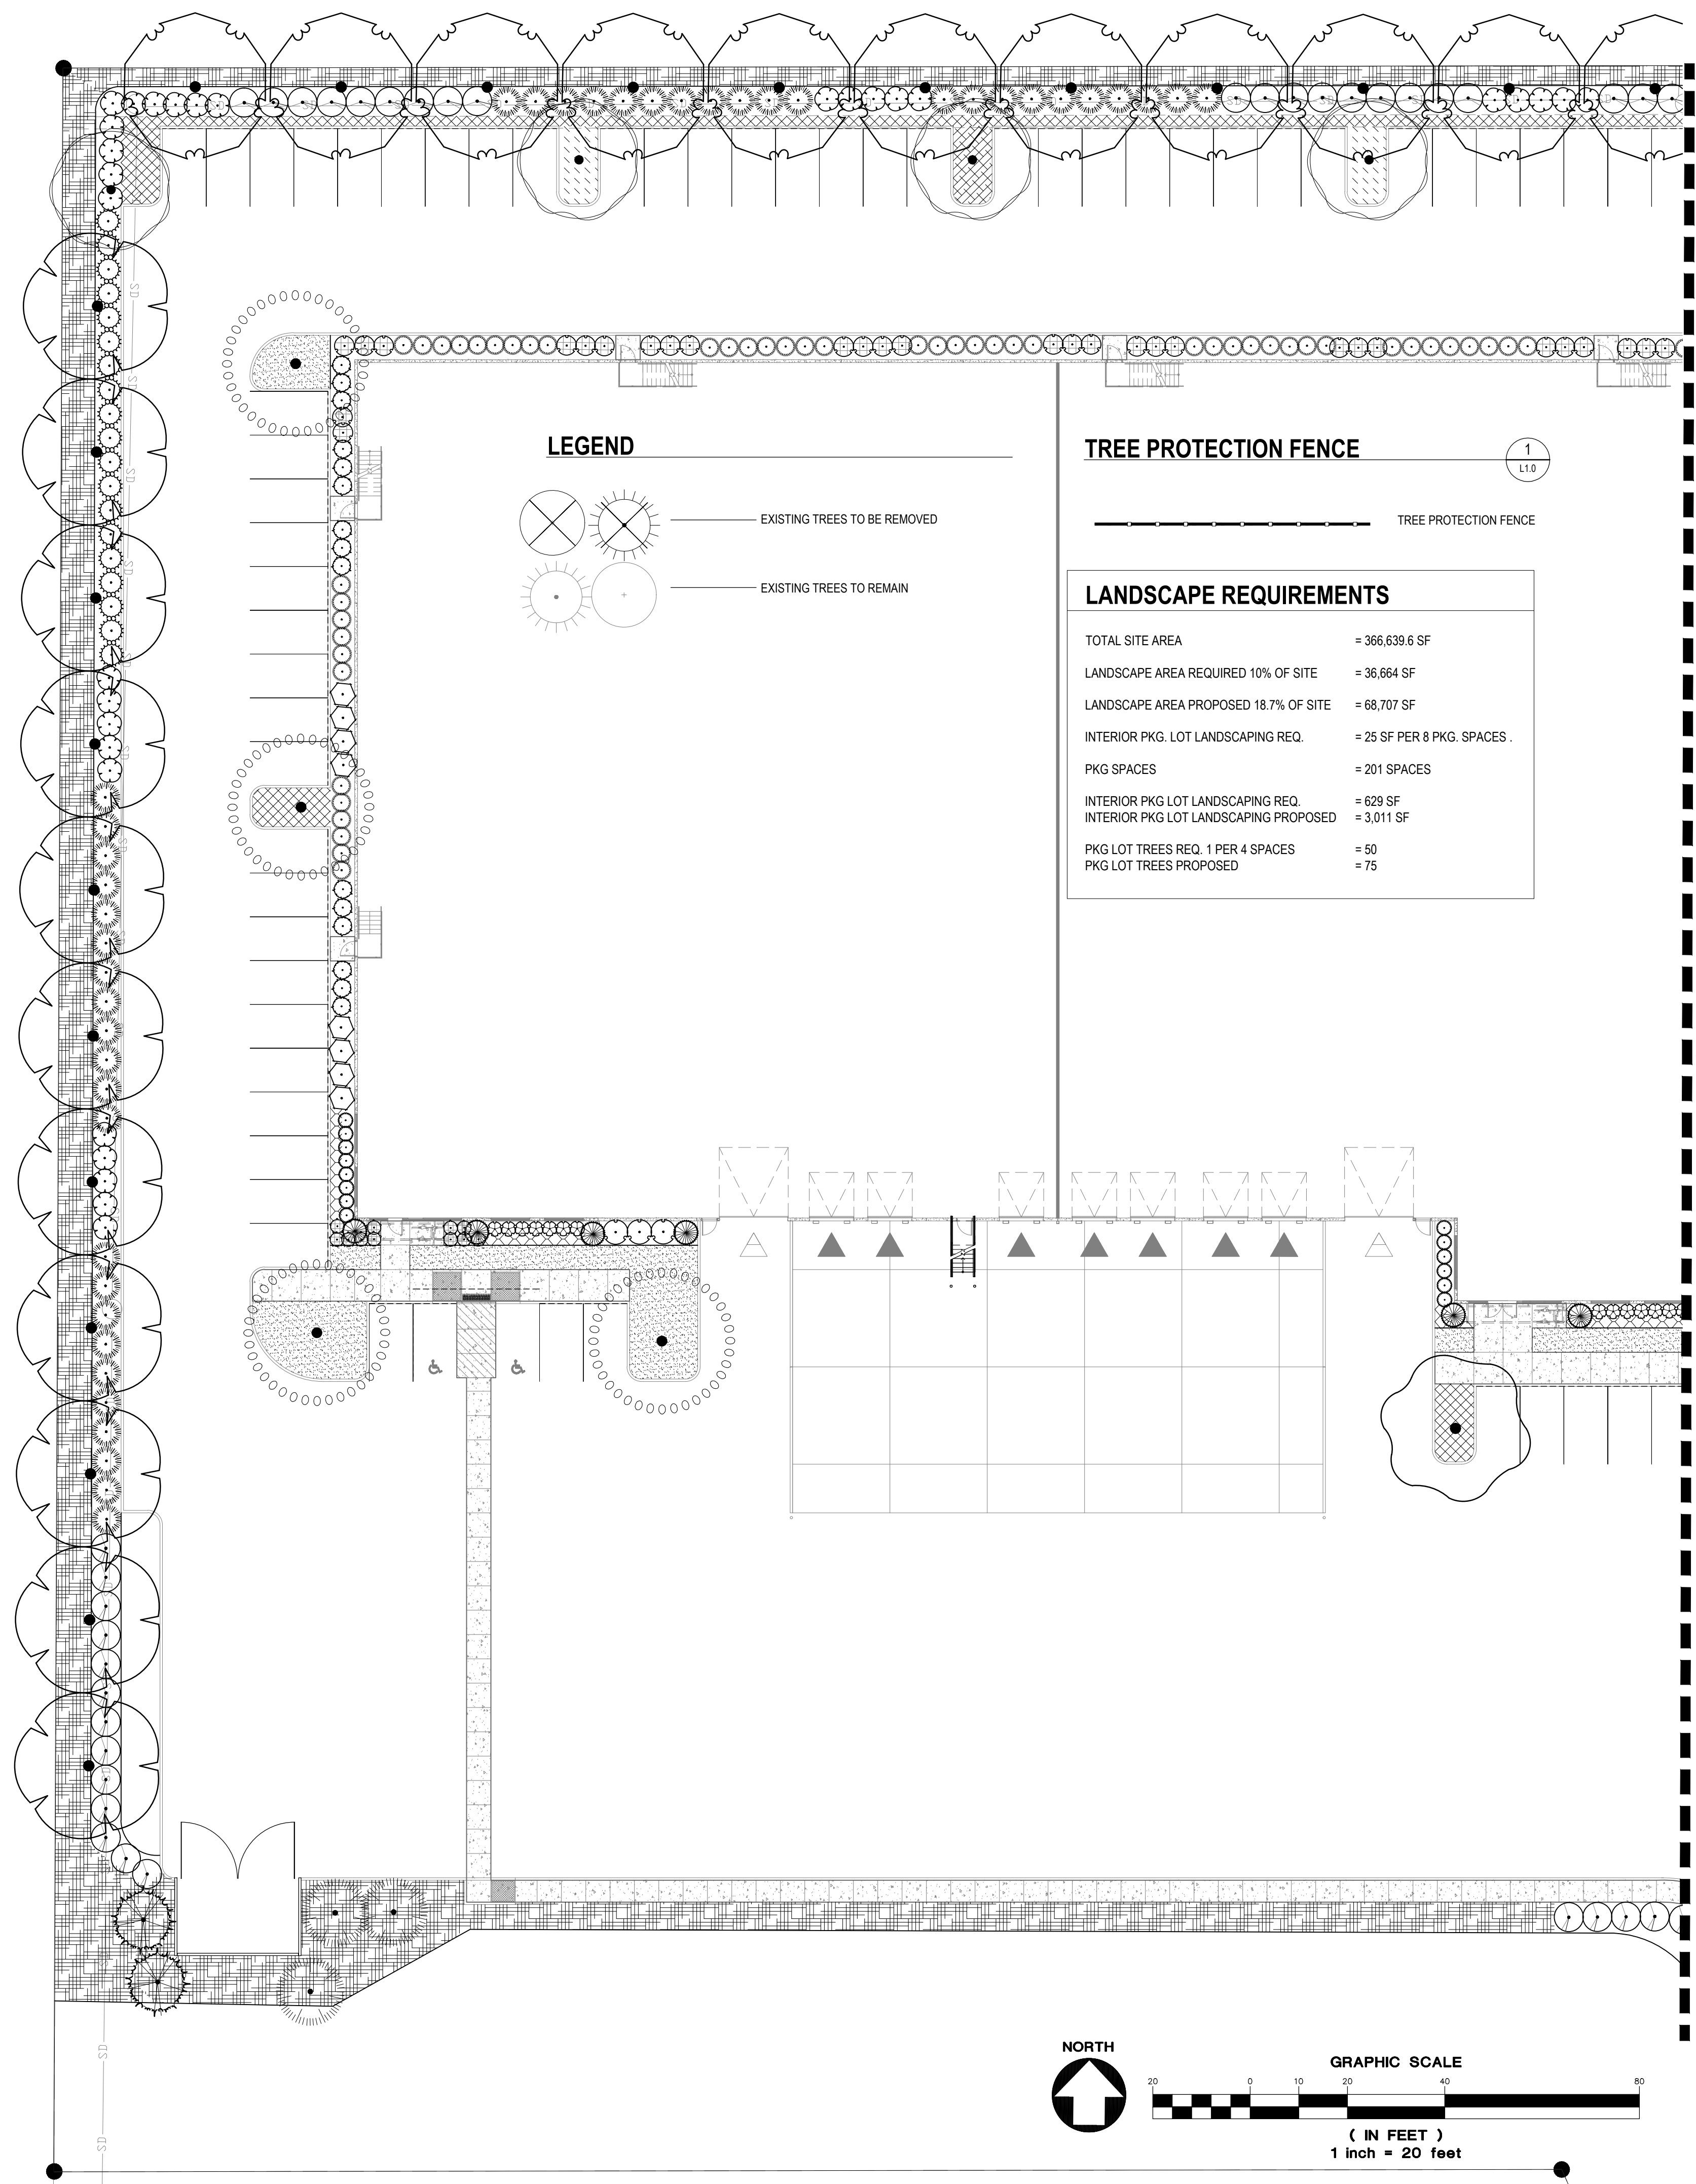 LEGEND
EXISTING TREES TO BE REMOVED
EXISTING TREES TO REMAIN
TREE PROTECTION FENCE
1
L1.0
TREE PROTECTION FENCE
LANDSCAPE REQUIREMENTS
TOTAL SITE AREA = 366,639.6 SF
LANDSCAPE AREA REQUIRED 10% OF SITE = 36,664 SF
LANDSCAPE AREA PROPOSED 18.7% OF SITE = 68,707 SF
INTERIOR PKG. LOT LANDSCAPING REQ. = 25 SF PER 8 PKG. SPACES .
PKG SPACES = 201 SPACES
INTERIOR PKG LOT LANDSCAPING REQ. = 629 SF
INTERIOR PKG LOT LANDSCAPING PROPOSED = 3,011 SF
PKG LOT TREES REQ. 1 PER 4 SPACES = 50
PKG LOT TREES PROPOSED = 75
SD
SD
SD
SD
SD
SD
SD
SD
SD
NORTH
GRAPHIC SCALE
20 0 10 20 40 80
( IN FEET )
1 inch = 20 feet